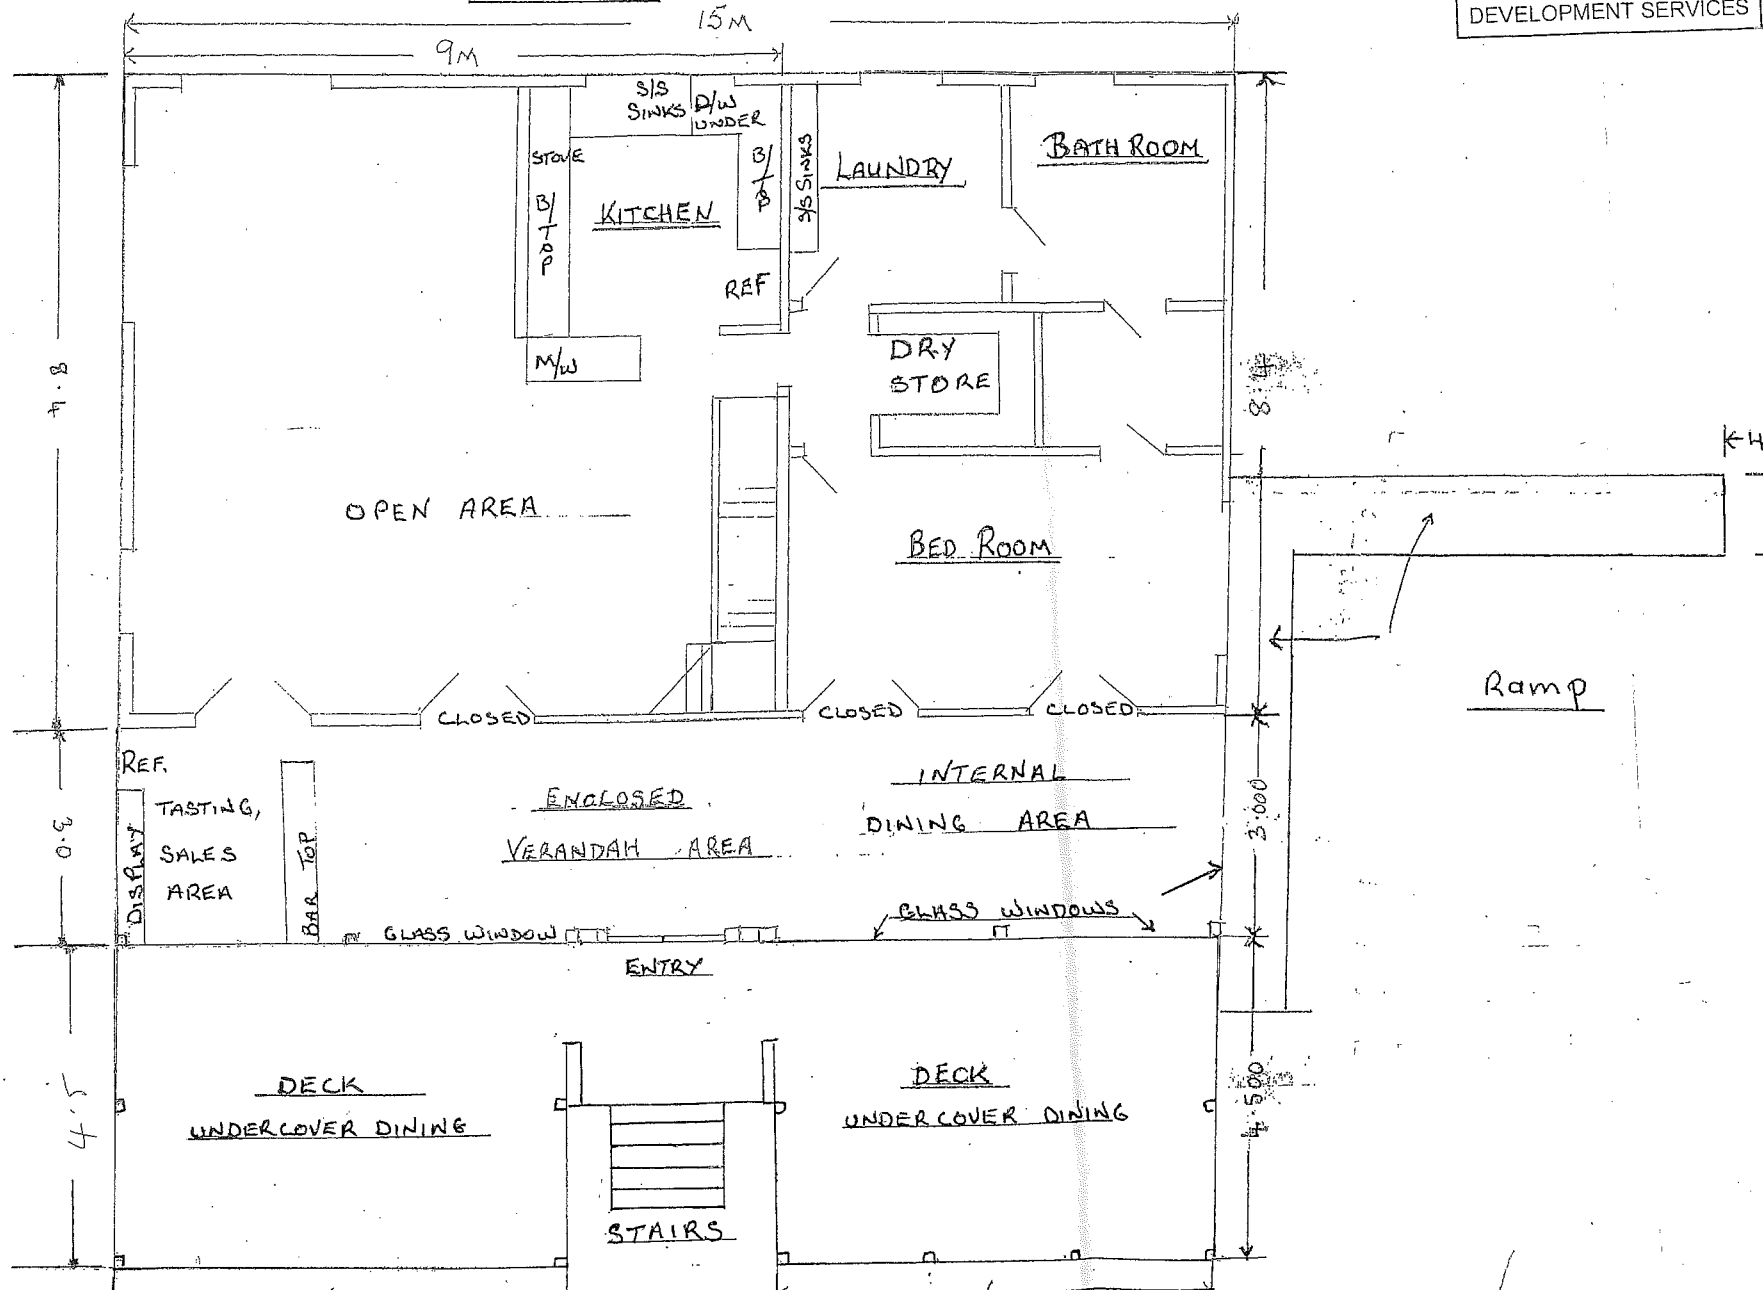 DEVELOPMENT SERVICES
15M
9M
S/S
SINKS
D/W
UNDER
STOVE
B/
TOP
KITCHEN
S/S SINKS
LAUNDRY
BATH ROOM
REF
M/W
DRY
STORE
8.4
8.4
OPEN AREA
BED ROOM
Ramp
CLOSED
CLOSED
CLOSED
REF.
TASTING,
SALES
AREA
DISPLAY
BAR TOP
ENCLOSED
VERANDAH AREA
INTERNAL
DINING AREA
3.0
3.000
GLASS WINDOW
GLASS WINDOWS
ENTRY
DECK
UNDERCOVER DINING
DECK
UNDERCOVER DINING
4.5
4.500
STAIRS